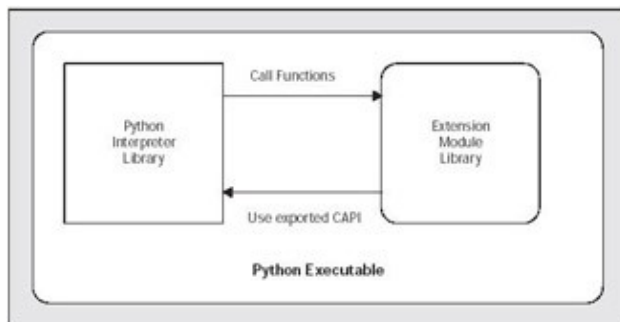 Call Functions
Python
Interpreter
Library
Extension
Module
Library
Use exported CAPI
Python Executable